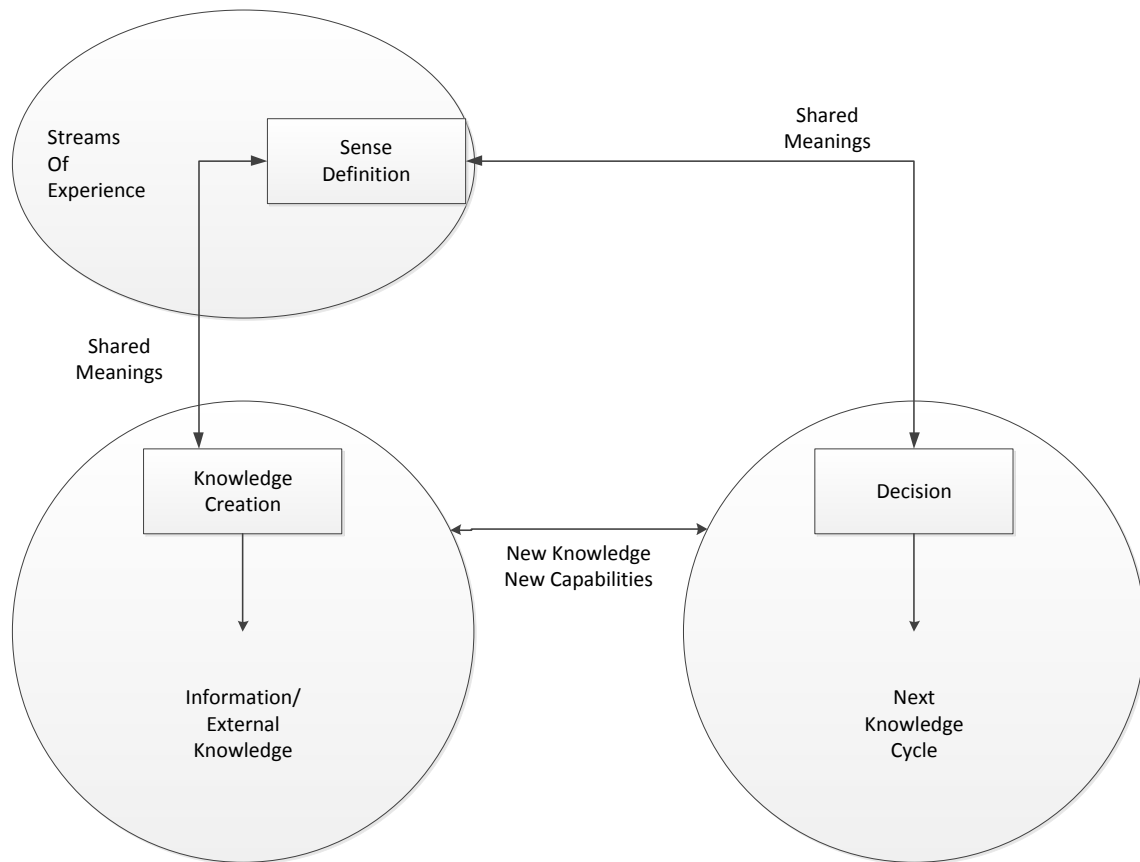 Streams
Of
Experience
Sense
Definition
Shared
Meanings
Shared
Meanings
Knowledge
Creation
Decision
New Knowledge
New Capabilities
Information/
External
Knowledge
Next
Knowledge
Cycle